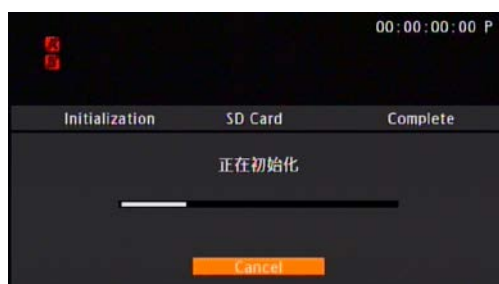 00:00:00:00 P
A
B
Initialization SD Card Complete
正在初始化
Cancel